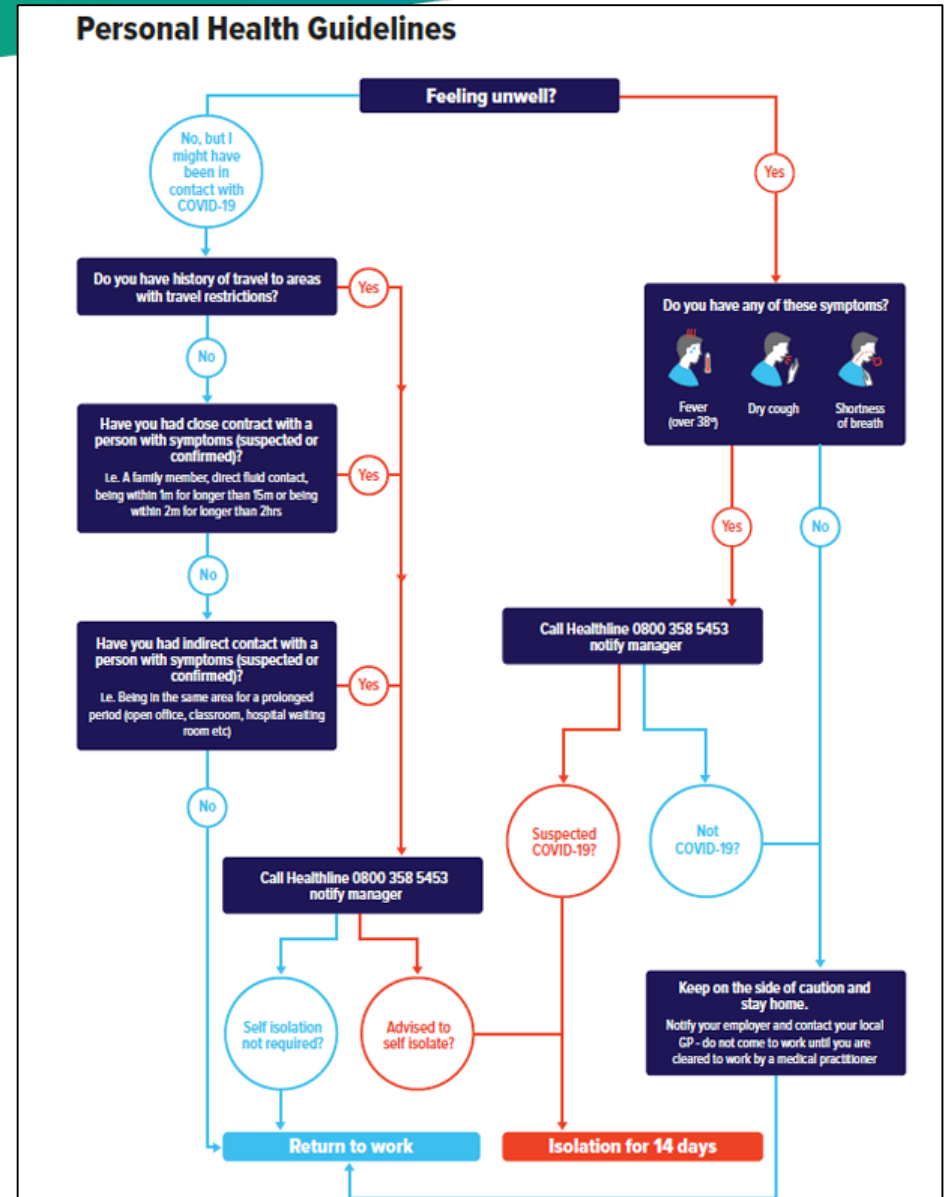 Personal Health Guidelines
Feeling unwell?
No, but I
might have
been in
contact with
COVID-19
Yes
Do you have history of travel to areas
with travel restrictions?
Yes
No
Have you had close contract with a
person with symptoms (suspected or
confirmed)?
i.e. A family member, direct fluid contact,
being within 1m for longer than 15m or being
within 2m for longer than 2hrs
Yes
No
Have you had indirect contact with a
person with symptoms (suspected or
confirmed)?
i.e. Being in the same area for a prolonged
period (open office, classroom, hospital waiting
room etc)
Yes
No
Call Healthline 0800 358 5453
notify manager
Self isolation
not required?
Advised to
self isolate?
Return to work
Do you have any of these symptoms?
Fever
(over 38°)
Dry cough
Shortness
of breath
Yes
No
Call Healthline 0800 358 5453
notify manager
Suspected
COVID-19?
Not
COVID-19?
Keep on the side of caution and
stay home.
Notify your employer and contact your local
GP - do not come to work until you are
cleared to work by a medical practitioner
Isolation for 14 days